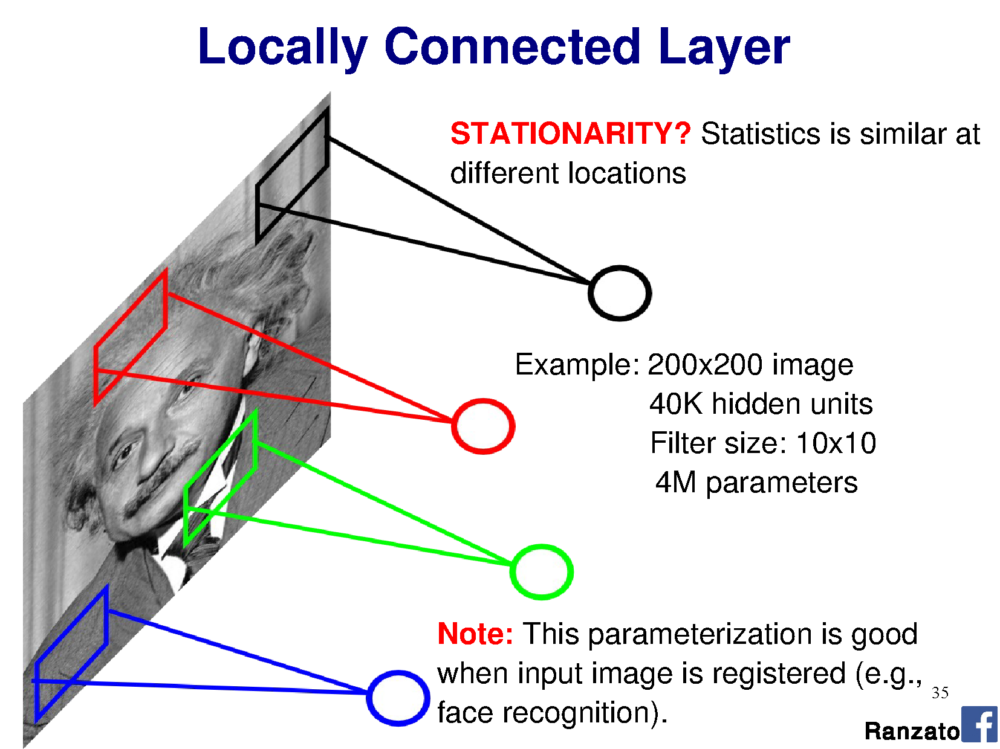 Locally Connected Layer
STATIONARITY? Statistics is similar at
different locations
Example: 200x200 image
40K hidden units
Filter size: 10x10
4M parameters
Note: This parameterization is good
when input image is registered (e.g.,
face recognition).
35
Ranzato f